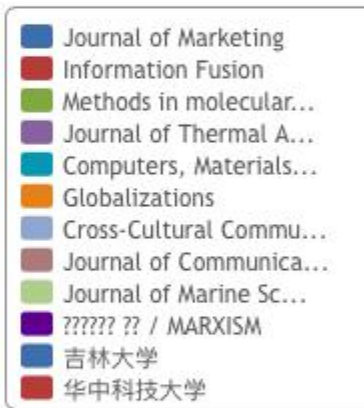 Journal of Marketing
Information Fusion
Methods in molecular...
Journal of Thermal A...
Computers, Materials...
Globalizations
Cross-Cultural Commu...
Journal of Communica...
Journal of Marine Sc...
?????? ?? / MARXISM
吉林大学
华中科技大学